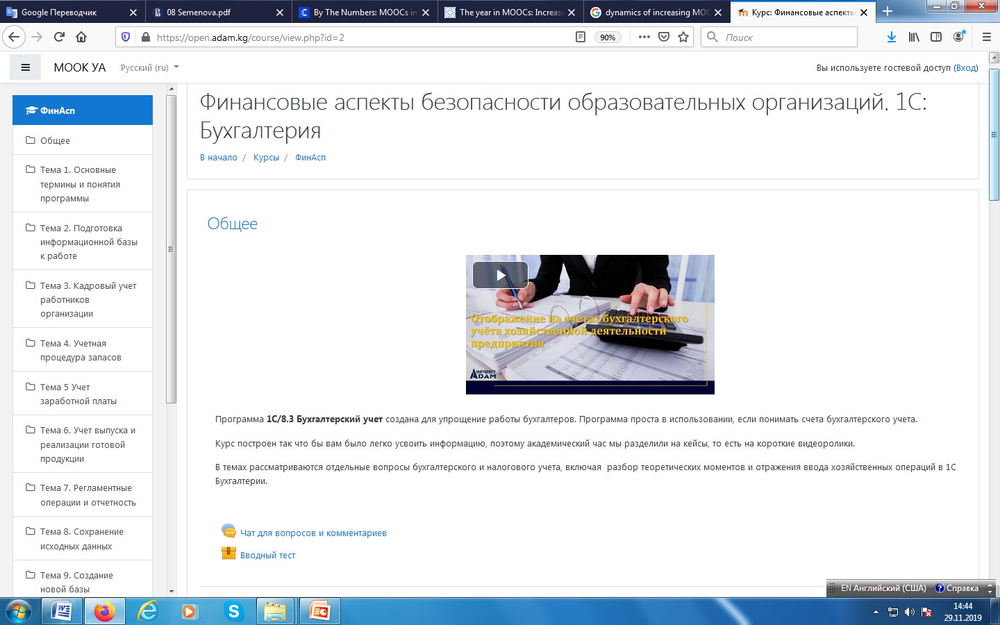 Google Переводчик
08 Semenova.pdf
By The Numbers: MOOCs in
The year in MOOCs: Increase
dynamics of increasing MOO
Курс: Финансовые аспекты
https://open.adam.kg/course/view.php?id=2
90%
Поиск
МООК УА
Русский (ru)
Вы используете гостевой доступ (Вход)
ФинАсп
Общее
Тема 1. Основные
термины и понятия
программы
Тема 2. Подготовка
информационной базы
к работе
Тема 3. Кадровый учет
работников
организации
Тема 4. Учетная
процедура запасов
Тема 5 Учет
заработной платы
Тема 6. Учет выпуска и
реализации готовой
продукции
Тема 7. Регламентные
операции и отчетность
Тема 8. Сохранение
исходных данных
Тема 9. Создание
новой базы
Финансовые аспекты безопасности образовательных организаций. 1С:
Бухгалтерия
В начало / Курсы / ФинАсп
Общее
Отображение на счетах бухгалтерского
учёта хозяйственной деятельности
предприятия
UNIVERSITY
ADAM
Программа 1С/8.3 Бухгалтерский учет создана для упрощение работы бухгалтеров. Программа проста в использовании, если понимать счета бухгалтерского учета.
Курс построен так что бы вам было легко усвоить информацию, поэтому академический час мы разделили на кейсы, то есть на короткие видеоролики.
В темах рассматриваются отдельные вопросы бухгалтерского и налогового учета, включая разбор теоретических моментов и отражения ввода хозяйственных операций в 1С
Бухгалтерии.
Чат для вопросов и комментариев
Вводный тест
EN Английский (США)
Справка
14:44
29.11.2019